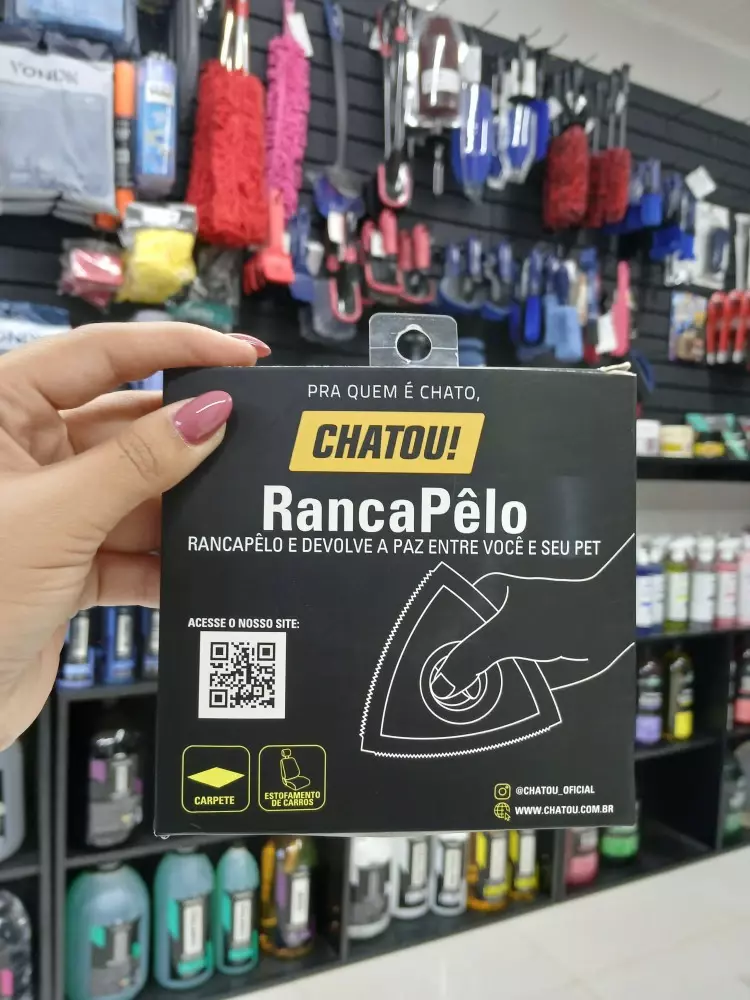 VONDER
PRA QUEM É CHATO,
CHATOU!
RancaPêlo
RANCAPÊLO E DEVOLVE A PAZ ENTRE VOCÊ E SEU PET
ACESSE O NOSSO SITE:
CARPETE
ESTOFAMENTO
DE CARROS
@CHATOU_OFICIAL
WWW.CHATOU.COM.BR